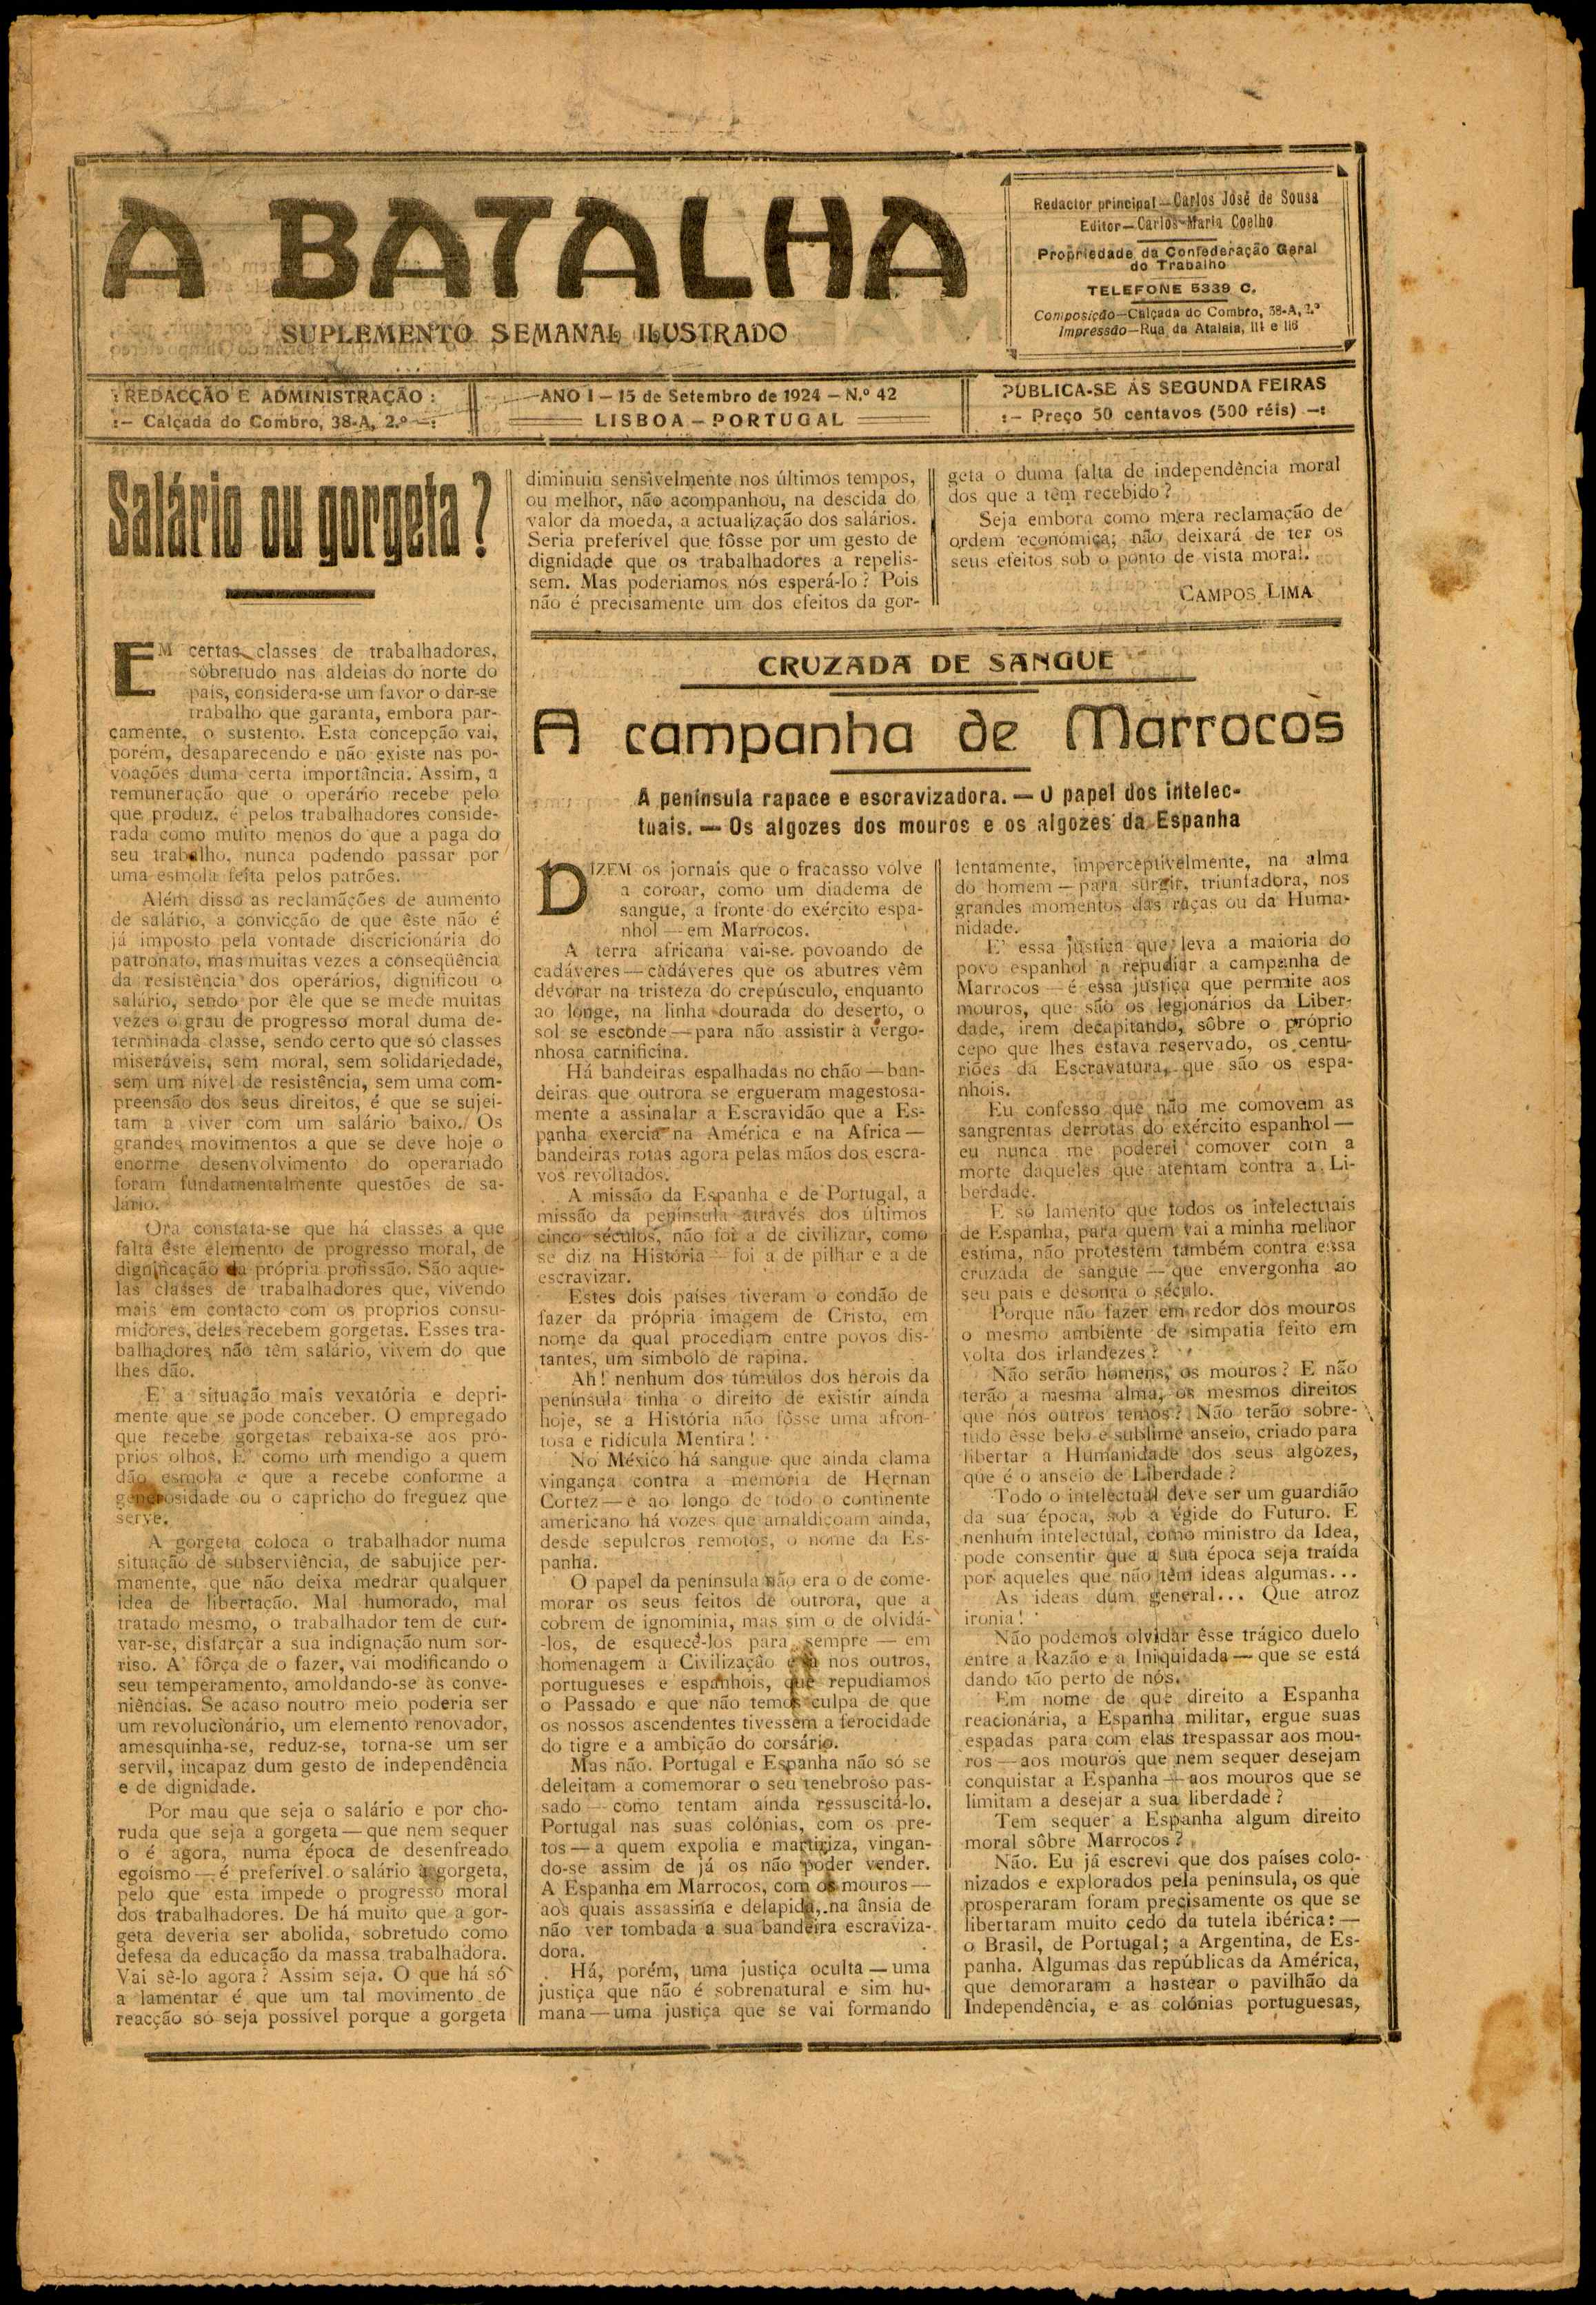 A BATALHA
SUPLEMENTO SEMANAL ILUSTRADO
Redactor principal—Carlos José de Sousa
Editor—Carlos Maria Coelho
Propriedade da Confederação Geral
do Trabalho
TELEFONE 5339 C.
Composição—Calçada do Combro, 38-A, 2.º
Impressão—Rua da Atalaia, 114 e 116
: REDACÇÃO E ADMINISTRAÇÃO :
:— Calçada do Combro, 38-A, 2.º —:
ANO I — 15 de Setembro de 1924 — N.º 42
LISBOA — PORTUGAL
PUBLICA-SE ÀS SEGUNDA FEIRAS
:— Preço 50 centavos (500 réis) —:
Salário ou gorgeta?
EM certas classes de trabalhadores,
sobretudo nas aldeias do norte do
país, considera-se um favor o dar-se
trabalho que garanta, embora par-
camente, o sustento. Esta concepção vai,
porém, desaparecendo e não existe nas po-
voações duma certa importância. Assim, a
remuneração que o operário recebe pelo
que produz, é pelos trabalhadores conside-
rada como muito menos do que a paga do
seu trabalho, nunca podendo passar por
uma esmola feita pelos patrões.
Além disso as reclamações de aumento
de salário, a convicção de que êste não é
já imposto pela vontade discricionária do
patronato, mas muitas vezes a conseqüência
da resistência dos operários, dignificou o
salário, sendo por êle que se mede muitas
vezes o grau de progresso moral duma de-
terminada classe, sendo certo que só classes
miseráveis, sem moral, sem solidariedade,
sem um nível de resistência, sem uma com-
preensão dos seus direitos, é que se sujei-
tam a viver com um salário baixo. Os
grandes movimentos a que se deve hoje o
enorme desenvolvimento do operariado
foram fundamentalmente questões de sa-
lário.
Ora constata-se que há classes a que
falta êste elemento de progresso moral, de
dignificação da própria profissão. São aque-
las classes de trabalhadores que, vivendo
mais em contacto com os próprios consu-
midores, deles recebem gorgetas. Esses tra-
balhadores não têm salário, vivem do que
lhes dão.
E' a situação mais vexatória e depri-
mente que se pode conceber. O empregado
que recebe gorgetas rebaixa-se aos pró-
prios olhos. E' como um mendigo a quem
dão esmola e que a recebe conforme a
generosidade ou o capricho do freguez que
serve.
A gorgeta coloca o trabalhador numa
situação de subserviência, de sabujice per-
manente, que não deixa medrar qualquer
idea de libertação. Mal humorado, mal
tratado mesmo, o trabalhador tem de cur-
var-se, disfarçar a sua indignação num sor-
riso. A' fôrça de o fazer, vai modificando o
seu temperamento, amoldando-se às conve-
niências. Se acaso noutro meio poderia ser
um revolucionário, um elemento renovador,
amesquinha-se, reduz-se, torna-se um ser
servil, incapaz dum gesto de independência
e de dignidade.
Por mau que seja o salário e por cho-
ruda que seja a gorgeta — que nem sequer
o é agora, numa época de desenfreado
egoísmo — é preferível o salário à gorgeta,
pelo que esta impede o progresso moral
dos trabalhadores. De há muito que a gor-
geta deveria ser abolida, sobretudo como
defesa da educação da massa trabalhadora.
Vai sê-lo agora? Assim seja. O que há só
a lamentar é que um tal movimento de
reacção só seja possível porque a gorgeta
diminuiu sensivelmente nos últimos tempos,
ou melhor, não acompanhou, na descida do
valor da moeda, a actualização dos salários.
Seria preferível que fôsse por um gesto de
dignidade que os trabalhadores a repelis-
sem. Mas poderiamos nós esperá-lo? Pois
não é precisamente um dos efeitos da gor-
geta o duma falta de independência moral
dos que a têm recebido?
Seja embora como mera reclamação de
ordem económica; não deixará de ter os
seus efeitos sob o ponto de vista moral.
CAMPOS LIMA
CRUZADA DE SANGUE
A campanha de Marrocos
A península rapace e escravizadora. — O papel dos intelec-
tuais. — Os algozes dos mouros e os algozes da Espanha
DIZEM os jornais que o fracasso volve
a coroar, como um diadema de
sangue, a fronte do exército espa-
nhol — em Marrocos.
A terra africana vai-se povoando de
cadáveres — cadáveres que os abutres vêm
devorar na tristeza do crepúsculo, enquanto
ao longe, na linha dourada do deserto, o
sol se esconde — para não assistir à vergo-
nhosa carnificina.
Há bandeiras espalhadas no chão — ban-
deiras que outrora se ergueram magestosa-
mente a assinalar a Escravidão que a Es-
panha exercia na América e na Africa —
bandeiras rotas agora pelas mãos dos escra-
vos revoltados.
A missão da Espanha e de Portugal, a
missão da península através dos últimos
cinco séculos, não foi a de civilizar, como
se diz na História — foi a de pilhar e a de
escravizar.
Estes dois países tiveram o condão de
fazer da própria imagem de Cristo, em
nome da qual procediam entre povos dis-
tantes, um simbolo de rapina.
Ah! nenhum dos túmulos dos heróis da
península tinha o direito de existir ainda
hoje, se a História não fôsse uma afron-
tosa e ridícula Mentira!
No México há sangue que ainda clama
vingança contra a memória de Hernan
Cortez — e ao longo de todo o continente
americano há vozes que amaldiçoam ainda,
desde sepulcros remotos, o nome da Es-
panha.
O papel da península não era o de come-
morar os seus feitos de outrora, que a
cobrem de ignomínia, mas sim o de olvidá-
-los, de esquecê-los para sempre — em
homenagem à Civilização e a nos outros,
portugueses e espanhois, que repudiamos
o Passado e que não temos culpa de que
os nossos ascendentes tivessem a ferocidade
do tigre e a ambição do corsário.
Mas não. Portugal e Espanha não só se
deleitam a comemorar o seu tenebroso pas-
sado — como tentam ainda ressuscitá-lo.
Portugal nas suas colónias, com os pre-
tos — a quem expolia e martiriza, vingan-
do-se assim de já os não poder vender.
A Espanha em Marrocos, com os mouros —
aos quais assassina e delapida, na ânsia de
não ver tombada a sua bandeira escraviza-
dora.
Há, porém, uma justiça oculta — uma
justiça que não é sobrenatural e sim hu-
mana — uma justiça que se vai formando
lentamente, imperceptívelmente, na alma
do homem — para surgir, triunfadora, nos
grandes momentos das raças ou da Huma-
nidade.
E' essa justiça que leva a maioria do
povo espanhol a repudiar a campanha de
Marrocos — é essa justiça que permite aos
mouros, que são os legionários da Liber-
dade, irem decapitando, sôbre o próprio
cepo que lhes estava reservado, os centu-
riões da Escravatura, que são os espa-
nhois.
Eu confesso que não me comovem as
sangrentas derrotas do exército espanhol —
eu nunca me poderei comover com a
morte daqueles que atentam contra a Li-
berdade.
E só lamento que todos os intelectuais
de Espanha, para quem vai a minha melhor
estima, não protestem também contra essa
cruzada de sangue — que envergonha ao
seu país e desonra o século.
Porque não fazer em redor dos mouros
o mesmo ambiente de simpatia feito em
volta dos irlandezes?
Não serão homens, os mouros? E não
terão a mesma alma, os mesmos direitos
que nós outros temos? Não terão sobre-
tudo êsse belo e sublime anseio, criado para
libertar a Humanidade dos seus algozes,
que é o anseio de Liberdade?
Todo o intelectual deve ser um guardião
da sua época, sob a égide do Futuro. E
nenhum intelectual, como ministro da Idea,
pode consentir que a sua época seja traída
por aqueles que não têm ideas algumas...
As ideas dum general... Que atroz
ironia!
Não podemos olvidar êsse trágico duelo
entre a Razão e a Iniquidada — que se está
dando tão perto de nós.
Em nome de que direito a Espanha
reacionária, a Espanha militar, ergue suas
espadas para com elas trespassar aos mou-
ros — aos mouros que nem sequer desejam
conquistar a Espanha — aos mouros que se
limitam a desejar a sua liberdade?
Tem sequer a Espanha algum direito
moral sôbre Marrocos?
Não. Eu já escrevi que dos países colo-
nizados e explorados pela península, os que
prosperaram foram precisamente os que se
libertaram muito cedo da tutela ibérica: —
o Brasil, de Portugal; a Argentina, de Es-
panha. Algumas das repúblicas da América,
que demoraram a hastear o pavilhão da
Independência, e as colónias portuguesas,